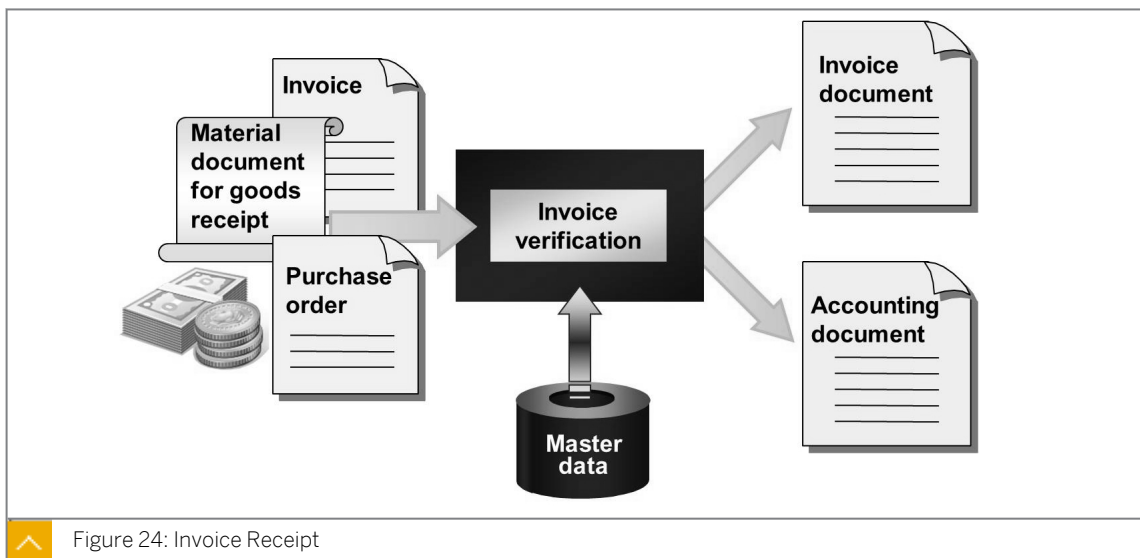 Invoice
Material
document
for goods
receipt
Purchase
order
Invoice
verification
Master
data
Invoice
document
Accounting
document
Figure 24: Invoice Receipt